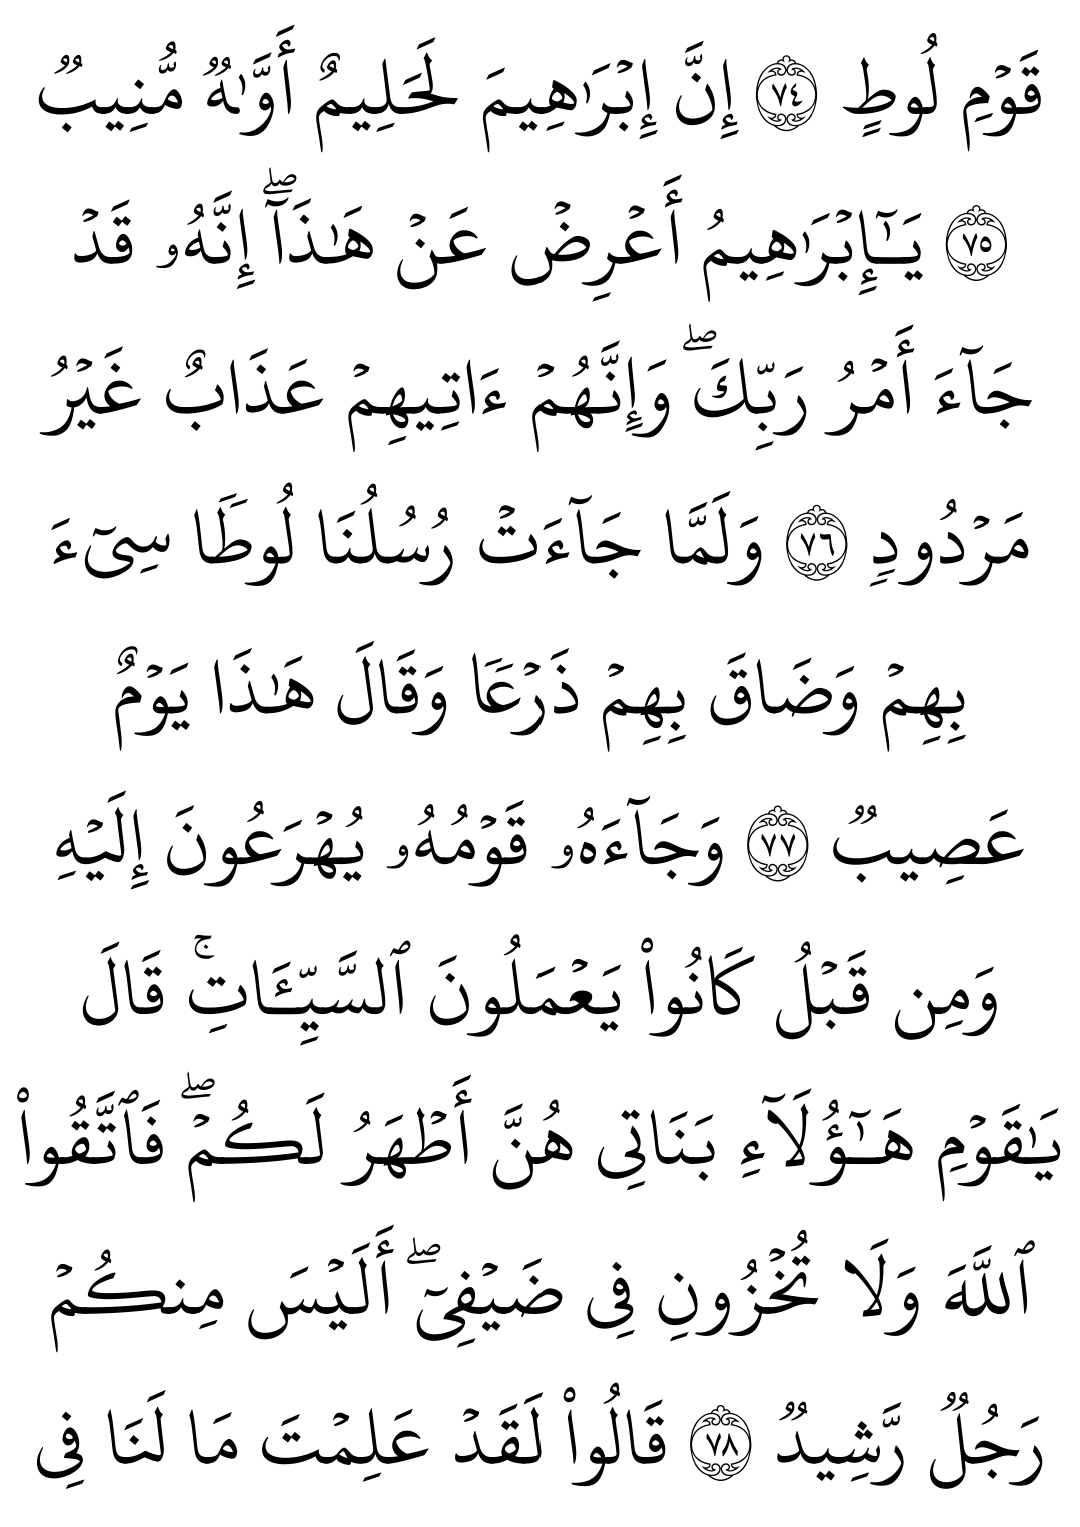 قَوۡمِ لُوطٍ ٧٤ إِنَّ إِبۡرَٰهِيمَ لَحَلِيمٌ أَوَّٰهٞ مُّنِيبٞ
٧٥ يَٰٓإِبۡرَٰهِيمُ أَعۡرِضۡ عَنۡ هَٰذَآۖ إِنَّهُۥ قَدۡ
جَآءَ أَمۡرُ رَبِّكَۖ وَإِنَّهُمۡ ءَاتِيهِمۡ عَذَابٌ غَيۡرُ
مَرۡدُودٖ ٧٦ وَلَمَّا جَآءَتۡ رُسُلُنَا لُوطٗا سِيٓءَ
بِهِمۡ وَضَاقَ بِهِمۡ ذَرۡعٗا وَقَالَ هَٰذَا يَوۡمٌ
عَصِيبٞ ٧٧ وَجَآءَهُۥ قَوۡمُهُۥ يُهۡرَعُونَ إِلَيۡهِ
وَمِن قَبۡلُ كَانُواْ يَعۡمَلُونَ ٱلسَّيِّـَٔاتِۚ قَالَ
يَٰقَوۡمِ هَٰٓؤُلَآءِ بَنَاتِي هُنَّ أَطۡهَرُ لَكُمۡۖ فَٱتَّقُواْ
ٱللَّهَ وَلَا تُخۡزُونِ فِي ضَيۡفِيٓۖ أَلَيۡسَ مِنكُمۡ
رَجُلٞ رَّشِيدٞ ٧٨ قَالُواْ لَقَدۡ عَلِمۡتَ مَا لَنَا فِي